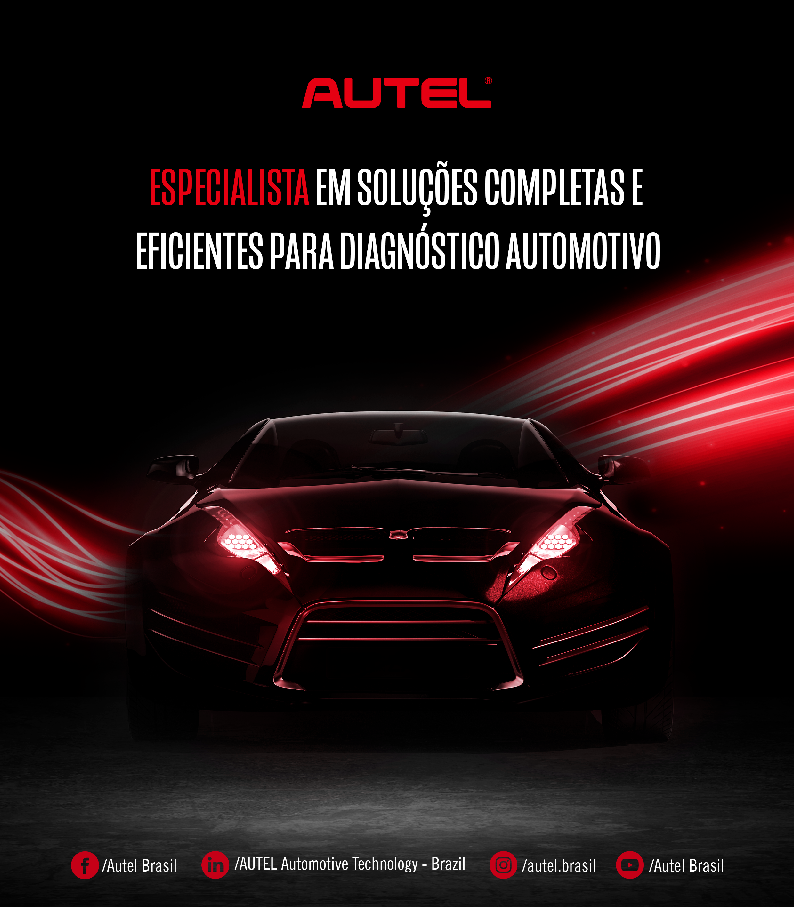 AUTEL®
ESPECIALISTA EM SOLUÇÕES COMPLETAS E
EFICIENTES PARA DIAGNÓSTICO AUTOMOTIVO
/Autel Brasil
/AUTEL Automotive Technology - Brazil
/autel.brasil
/Autel Brasil